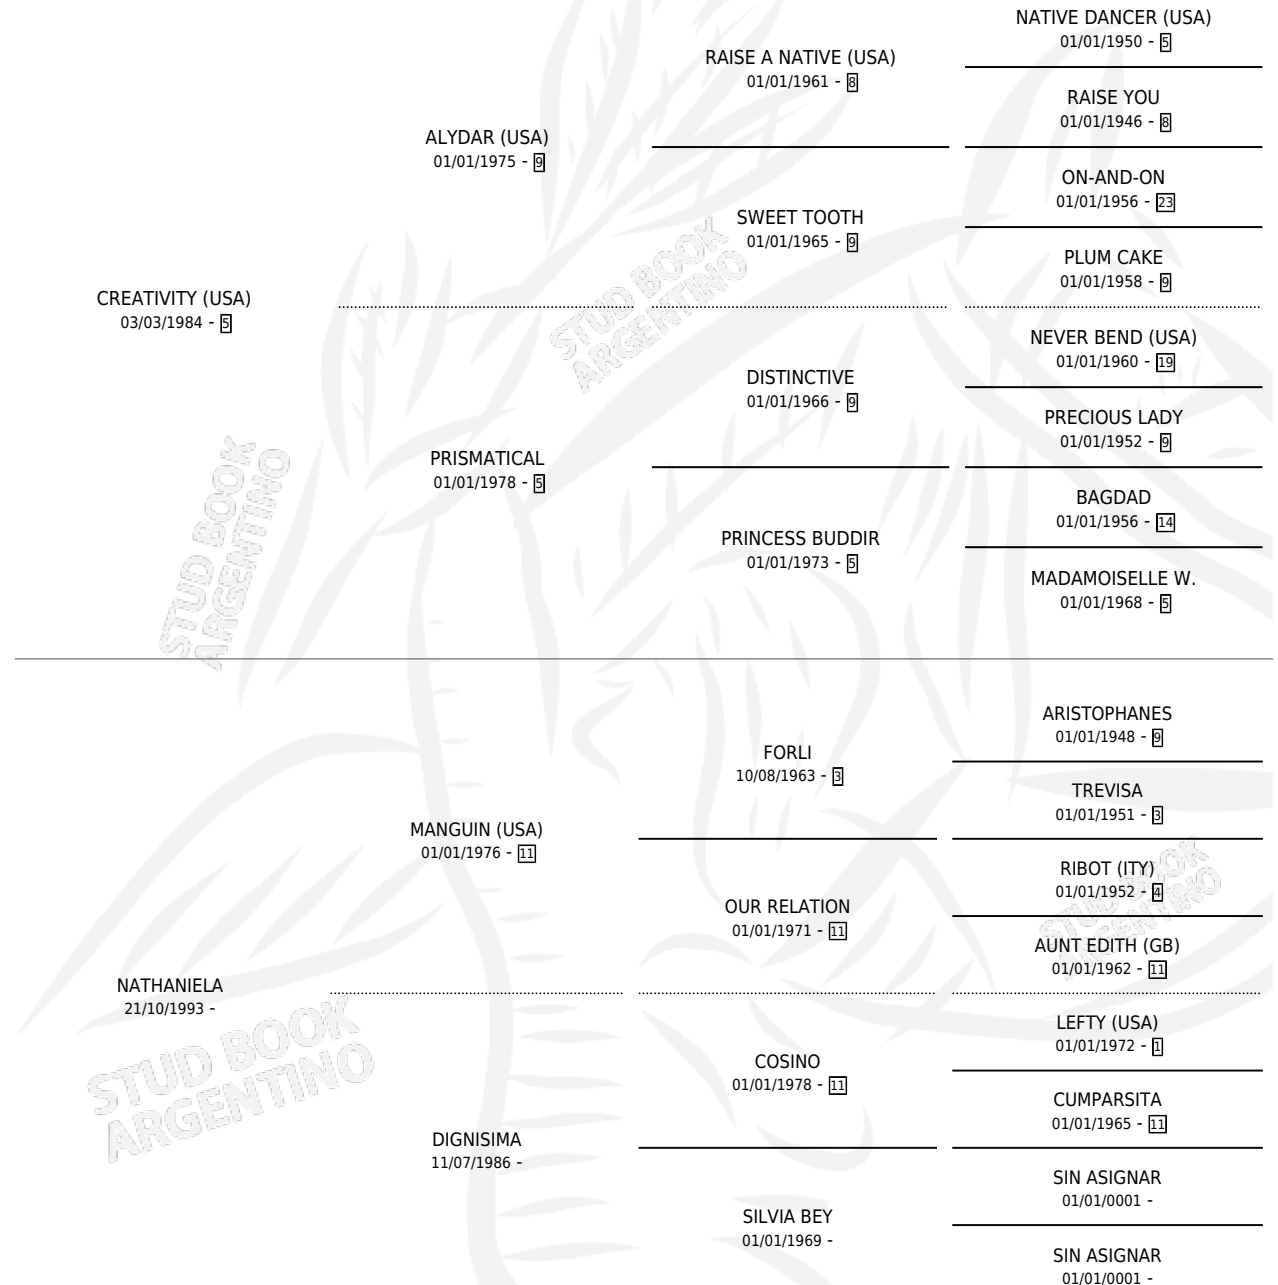 NATIVE DANCER (USA)
01/01/1950 - 5
RAISE A NATIVE (USA)
01/01/1961 - 8
RAISE YOU
01/01/1946 - 8
ALYDAR (USA)
01/01/1975 - 9
ON-AND-ON
01/01/1956 - 23
SWEET TOOTH
01/01/1965 - 9
PLUM CAKE
01/01/1958 - 9
CREATIVITY (USA)
03/03/1984 - 5
NEVER BEND (USA)
01/01/1960 - 19
DISTINCTIVE
01/01/1966 - 9
PRECIOUS LADY
01/01/1952 - 9
PRISMATICAL
01/01/1978 - 5
BAGDAD
01/01/1956 - 14
PRINCESS BUDDIR
01/01/1973 - 5
MADAMOISELLE W.
01/01/1968 - 5
ARISTOPHANES
01/01/1948 - 9
FORLI
10/08/1963 - 3
TREVISA
01/01/1951 - 3
MANGUIN (USA)
01/01/1976 - 11
RIBOT (ITY)
01/01/1952 - 4
OUR RELATION
01/01/1971 - 11
AUNT EDITH (GB)
01/01/1962 - 11
NATHANIELA
21/10/1993 -
LEFTY (USA)
01/01/1972 - 1
COSINO
01/01/1978 - 11
CUMPARSITA
01/01/1965 - 11
DIGNISIMA
11/07/1986 -
SIN ASIGNAR
01/01/0001 -
SILVIA BEY
01/01/1969 -
SIN ASIGNAR
01/01/0001 -
STUD BOOK
ARGENTINO
STUD BOOK
ARGENTINO
STUD BOOK
ARGENTINO
STUD BOOK
ARGENTINO